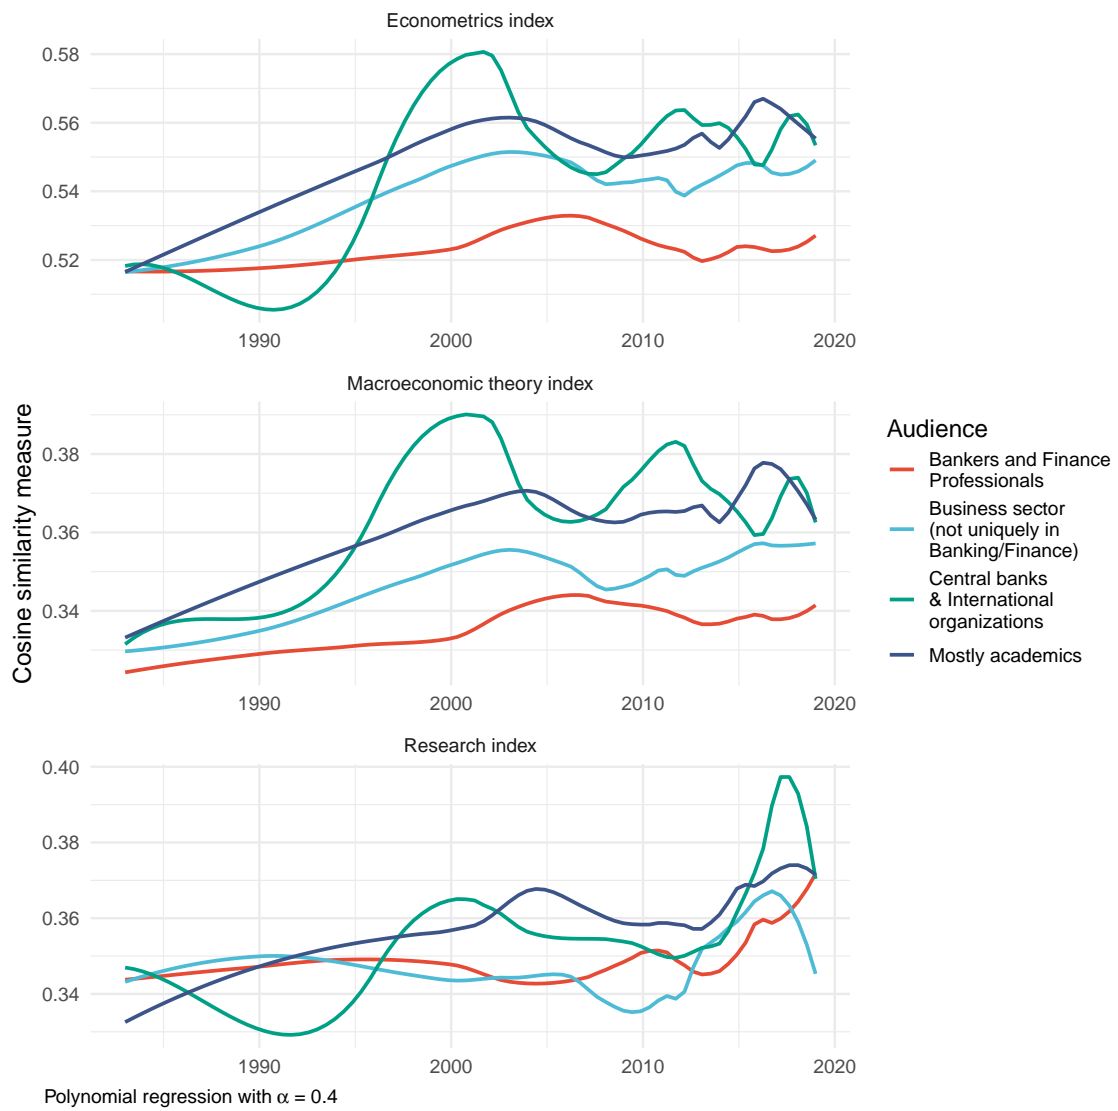 Econometrics index
0.58
0.56
0.54
0.52
1990 2000 2010 2020
Macroeconomic theory index
Cosine similarity measure
0.38
0.36
0.34
1990 2000 2010 2020
Audience
Bankers and Finance
Professionals
Business sector
(not uniquely in
Banking/Finance)
Central banks
& International
organizations
Mostly academics
Research index
0.40
0.38
0.36
0.34
1990 2000 2010 2020
Polynomial regression with α = 0.4